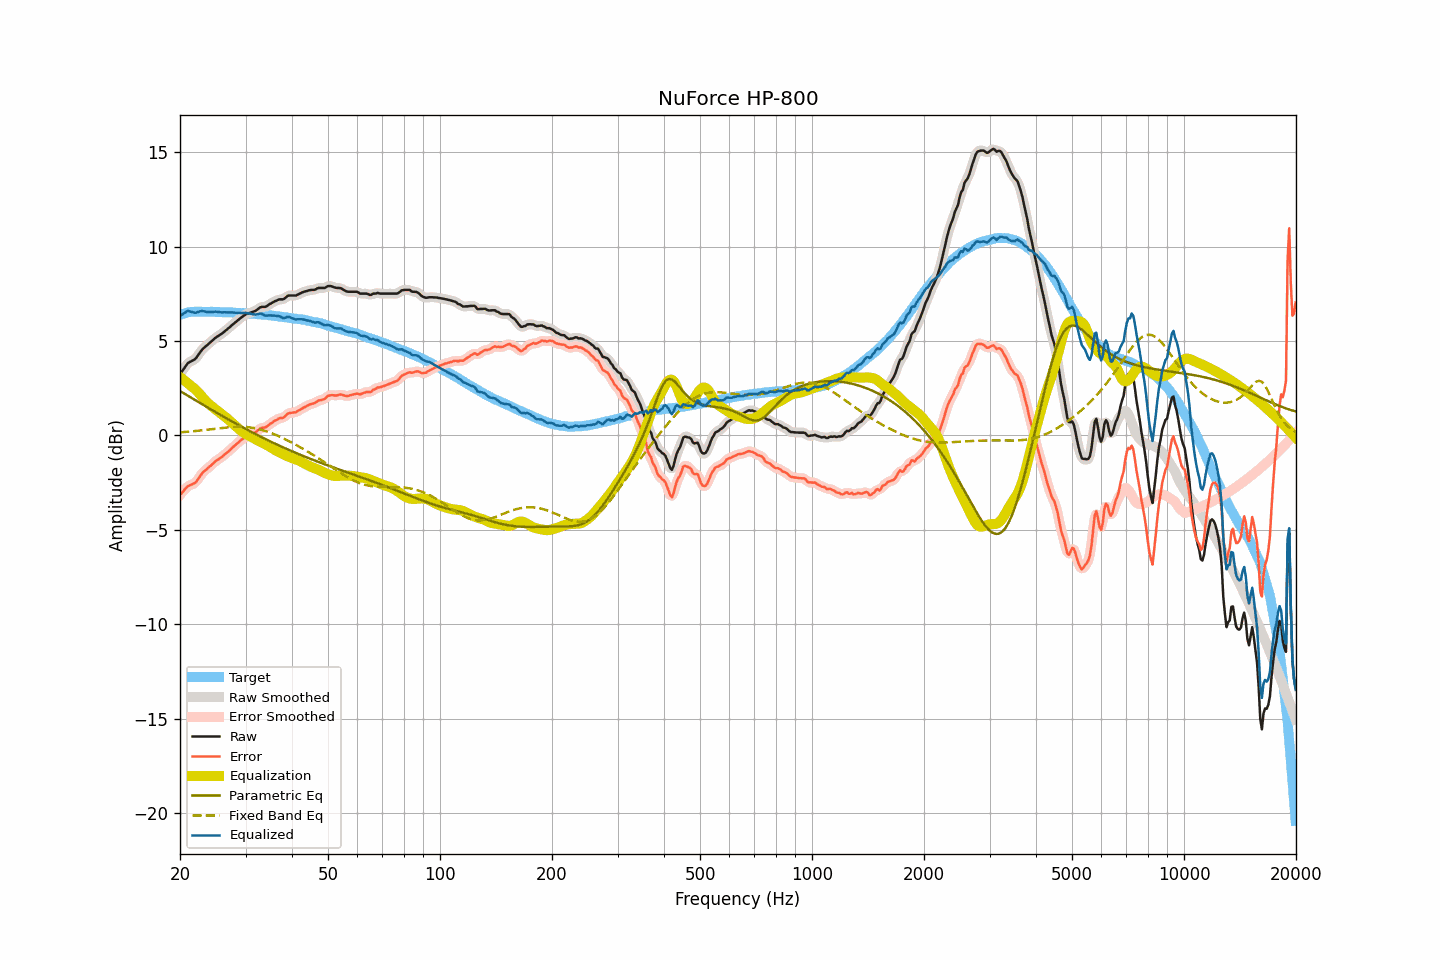 NuForce HP-800
15
10
5
0
−5
−10
−15
−20
Amplitude (dBr)
Target
Raw Smoothed
Error Smoothed
Raw
Error
Equalization
Parametric Eq
Fixed Band Eq
Equalized
20 50 100 200 500 1000 2000 5000 10000 20000
Frequency (Hz)